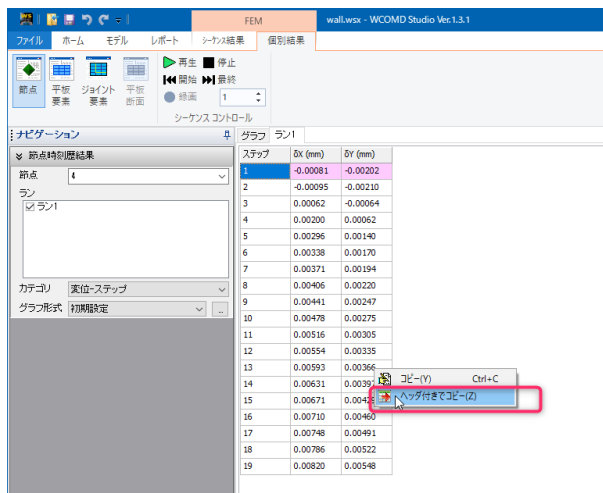 FEM wall.wsx - WCOMD Studio Ver.1.3.1
ファイル ホーム モデル レポート シーケンス結果 個別結果
節点 平板要素 ジョイント要素 平板断面
再生 停止
開始 最終
録画 1
シーケンス コントロール
ナビゲーション
グラフ ラン1
節点時刻歴結果
節点 4
ラン
ラン1
カテゴリ 変位-ステップ
グラフ形式 初期設定 ...
ステップ δX (mm) δY (mm)
1 -0.00081 -0.00202
2 -0.00095 -0.00210
3 0.00062 -0.00064
4 0.00200 0.00062
5 0.00296 0.00140
6 0.00338 0.00170
7 0.00371 0.00194
8 0.00406 0.00220
9 0.00441 0.00247
10 0.00478 0.00275
11 0.00516 0.00305
12 0.00554 0.00335
13 0.00593 0.00366
14 0.00631 0.00397
15 0.00671 0.00429
16 0.00710 0.00460
17 0.00748 0.00491
18 0.00786 0.00522
19 0.00820 0.00548
コピー(Y) Ctrl+C
ヘッダ付きでコピー(Z)